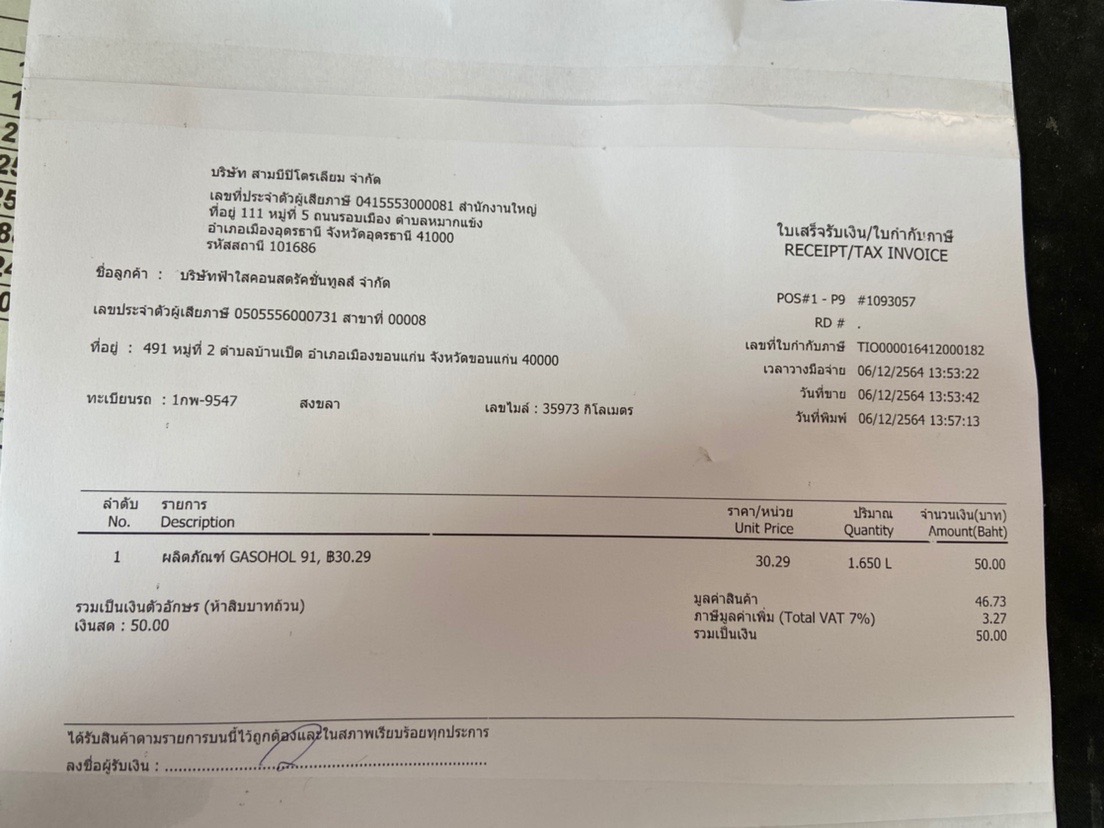 บริษัท สามบีปิโตรเลียม จำกัด
เลขที่ประจำตัวผู้เสียภาษี 0415553000081 สำนักงานใหญ่
ที่อยู่ 111 หมู่ที่ 5 ถนนรอบเมือง ตำบลหมากแข้ง
อำเภอเมืองอุดรธานี จังหวัดอุดรธานี 41000
รหัสสถานี 101686
ใบเสร็จรับเงิน/ใบกำกับภาษี
RECEIPT/TAX INVOICE
ชื่อลูกค้า : บริษัทฟ้าใสคอนสตรัคชั่นทูลส์ จำกัด
เลขประจำตัวผู้เสียภาษี 0505556000731 สาขาที่ 00008
ที่อยู่ : 491 หมู่ที่ 2 ตำบลบ้านเป็ด อำเภอเมืองขอนแก่น จังหวัดขอนแก่น 40000
ทะเบียนรถ : 1กพ-9547 สงขลา เลขไมล์ : 35973 กิโลเมตร
POS#1 - P9 #1093057
RD # .
เลขที่ใบกำกับภาษี TIO000016412000182
เวลาวางมือจ่าย 06/12/2564 13:53:22
วันที่ขาย 06/12/2564 13:53:42
วันที่พิมพ์ 06/12/2564 13:57:13
ลำดับ รายการ ราคา/หน่วย ปริมาณ จำนวนเงิน(บาท)
No. Description Unit Price Quantity Amount(Baht)
1 ผลิตภัณฑ์ GASOHOL 91, ฿30.29 30.29 1.650 L 50.00
รวมเป็นเงินตัวอักษร (ห้าสิบบาทถ้วน)
เงินสด : 50.00
มูลค่าสินค้า 46.73
ภาษีมูลค่าเพิ่ม (Total VAT 7%) 3.27
รวมเป็นเงิน 50.00
ได้รับสินค้าตามรายการบนนี้ไว้ถูกต้องและในสภาพเรียบร้อยทุกประการ
ลงชื่อผู้รับเงิน : ......................................................................